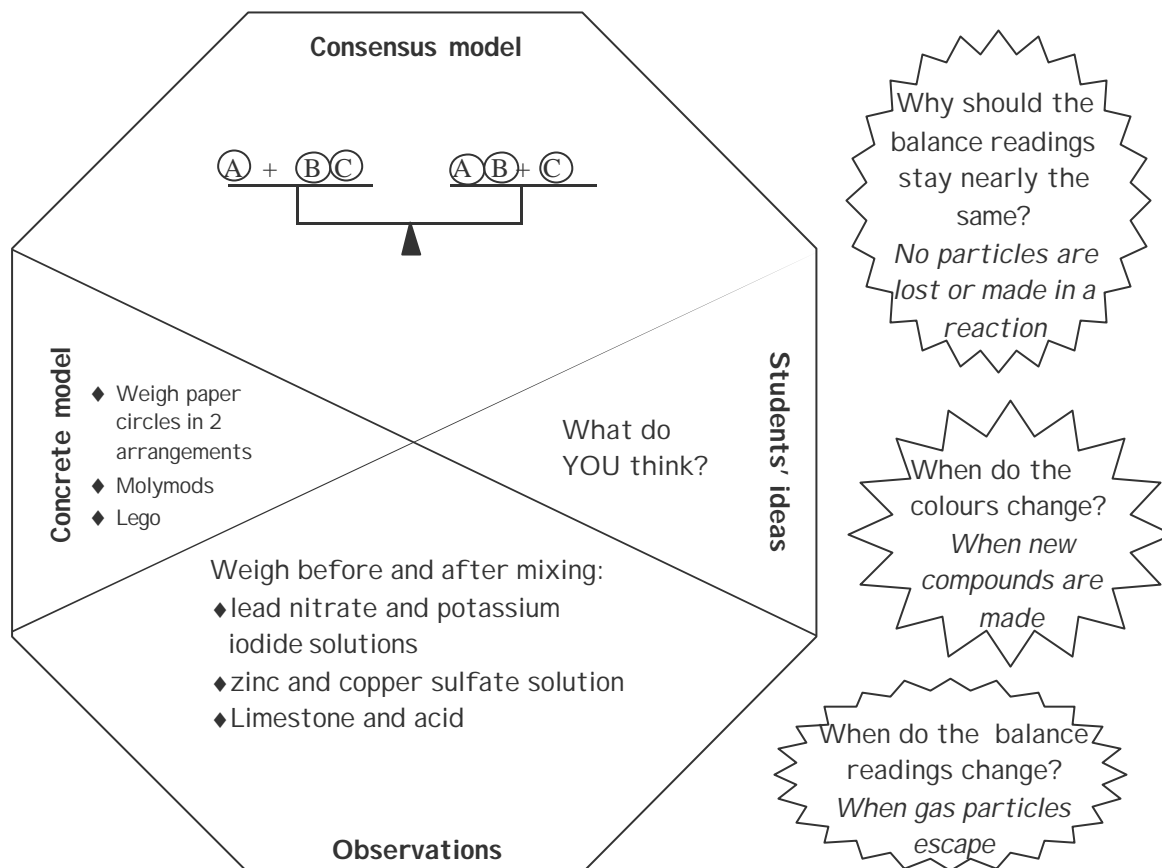 Consensus model
A + B C
A B + C
Concrete model
♦ Weigh paper
circles in 2
arrangements
♦ Molymods
♦ Lego
What do
YOU think?
Students' ideas
Weigh before and after mixing:
♦lead nitrate and potassium
iodide solutions
♦zinc and copper sulfate solution
♦Limestone and acid
Observations
Why should the
balance readings
stay nearly the
same?
No particles are
lost or made in a
reaction
When do the
colours change?
When new
compounds are
made
When do the balance
readings change?
When gas particles
escape